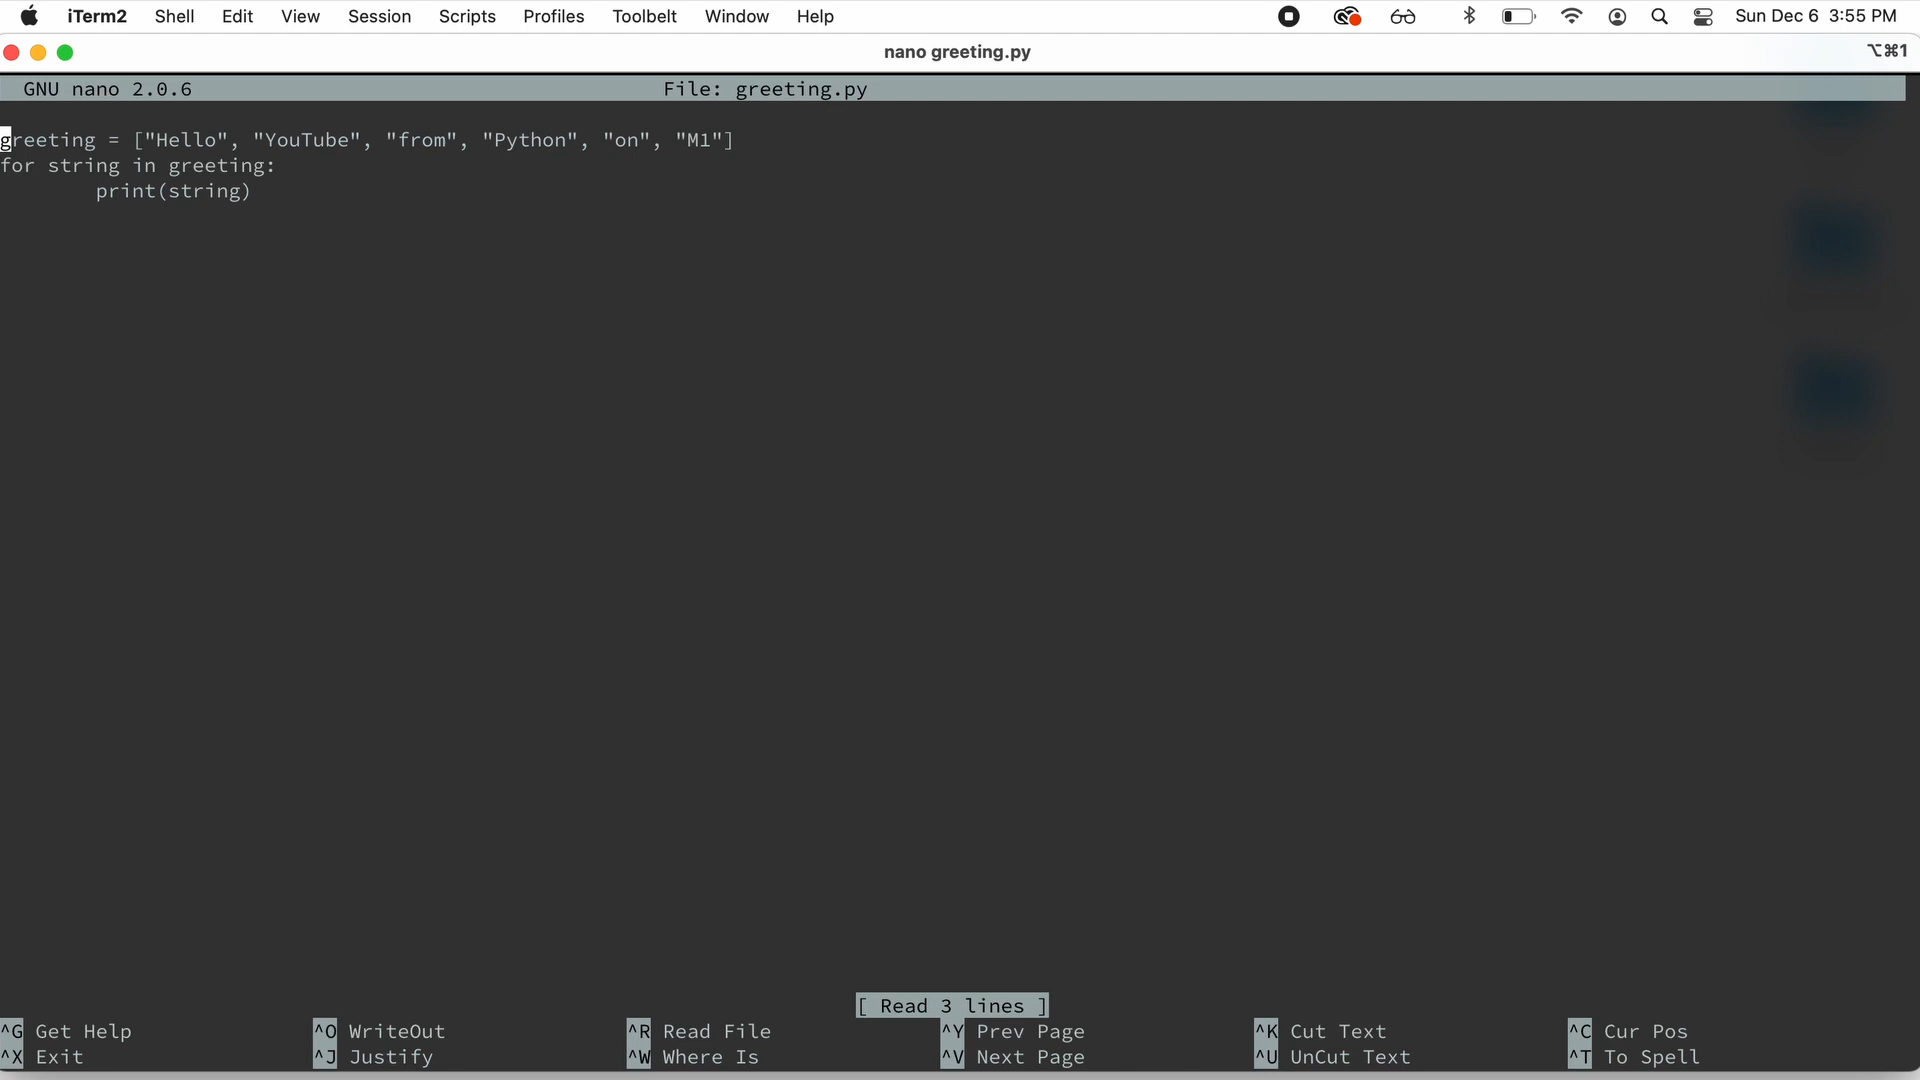 iTerm2 Shell Edit View Session Scripts Profiles Toolbelt Window Help Sun Dec 6 3:55 PM
nano greeting.py ⌥⌘1
GNU nano 2.0.6 File: greeting.py
greeting = ["Hello", "YouTube", "from", "Python", "on", "M1"]
for string in greeting:
        print(string)
[ Read 3 lines ]
^G Get Help ^O WriteOut ^R Read File ^Y Prev Page ^K Cut Text ^C Cur Pos
^X Exit ^J Justify ^W Where Is ^V Next Page ^U UnCut Text ^T To Spell